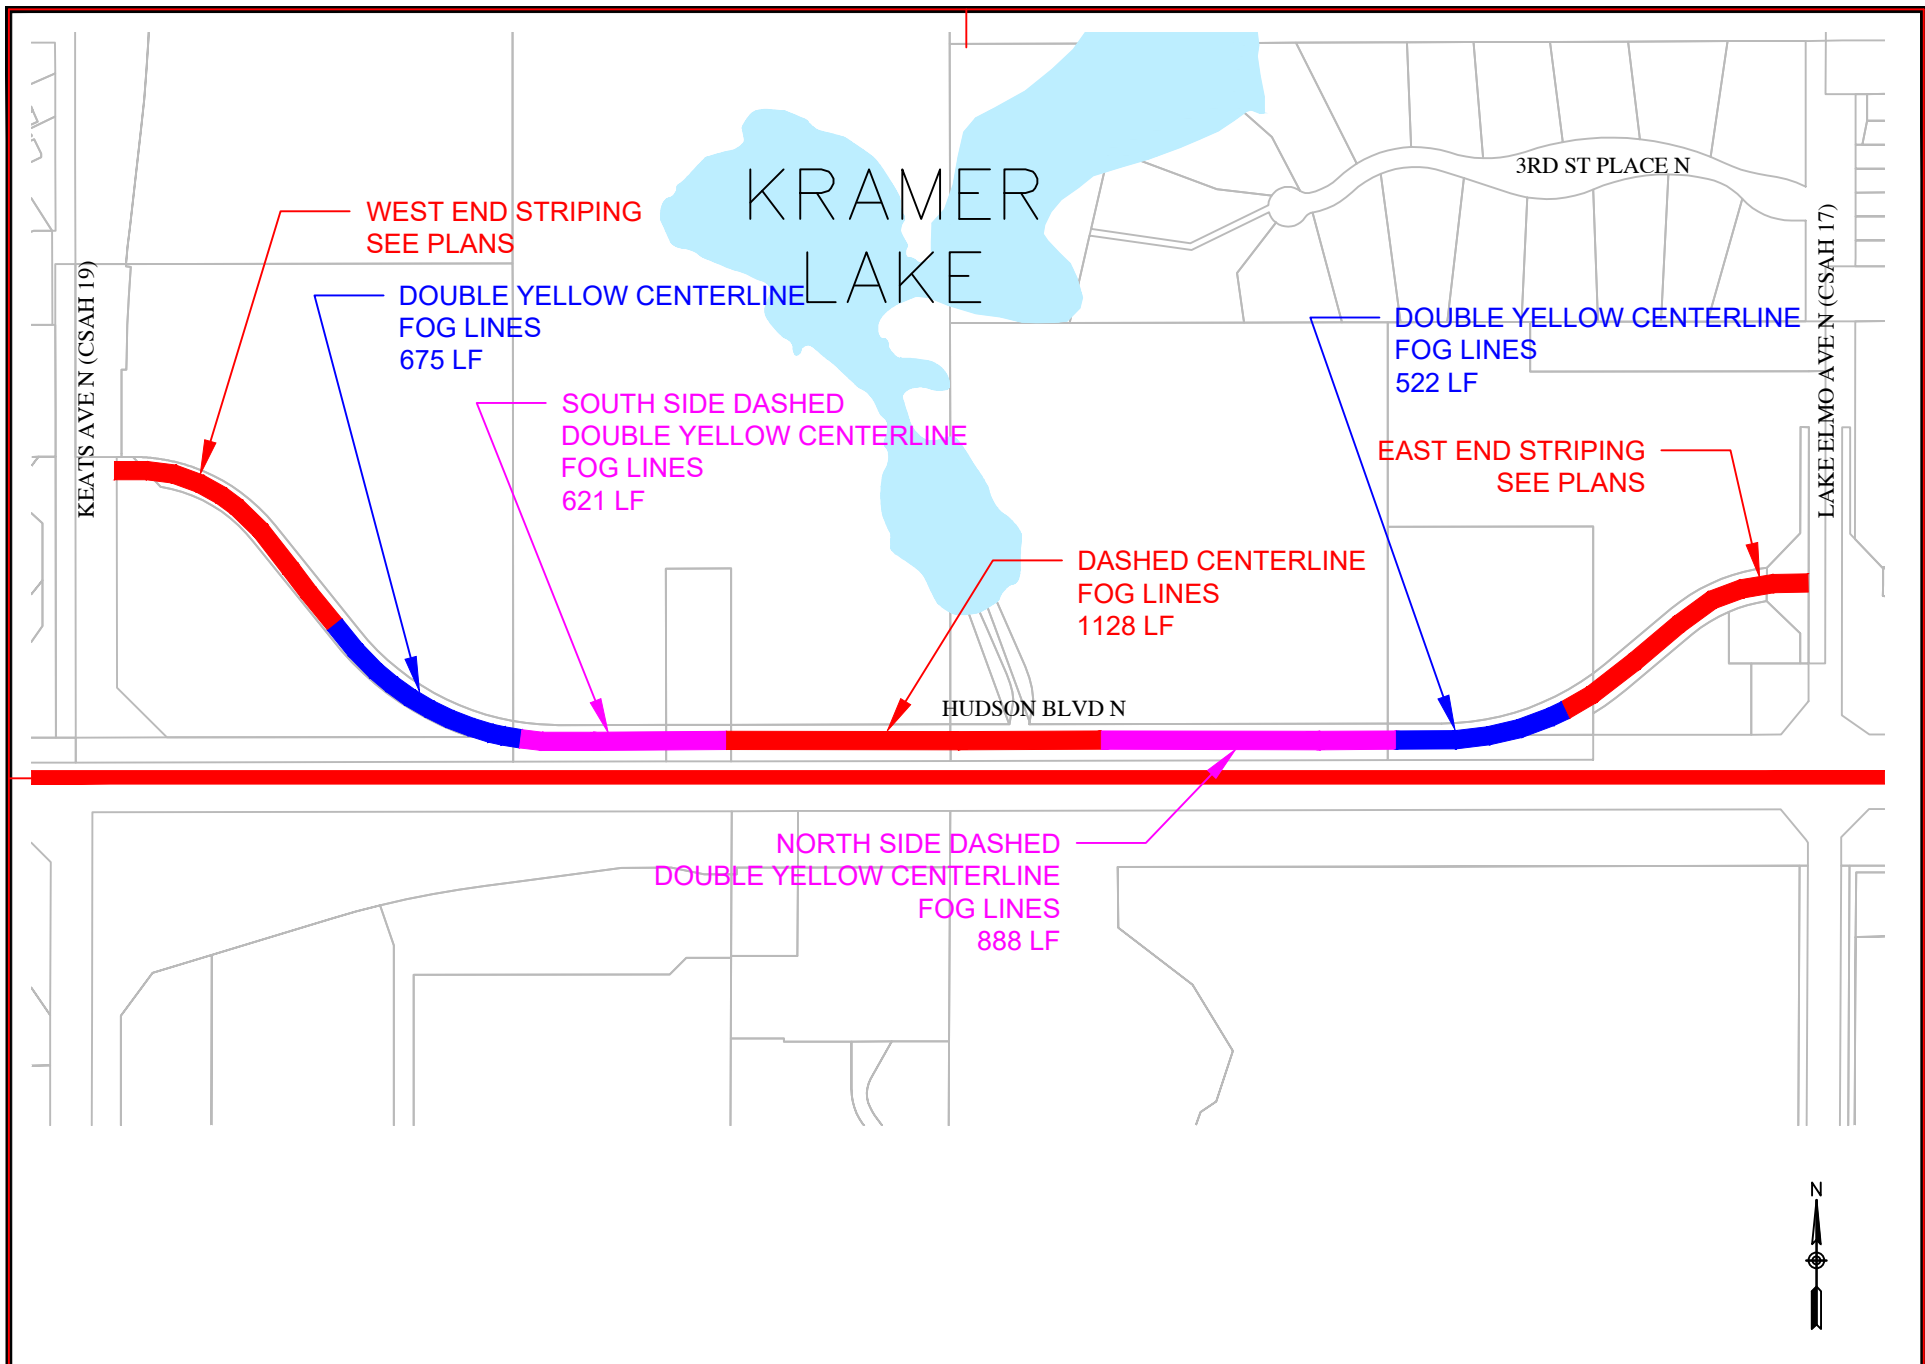 KRAMER
LAKE
3RD ST PLACE N
WEST END STRIPING
SEE PLANS
KEATS AVE N (CSAH 19)
LAKE ELMO AVE N (CSAH 17)
DOUBLE YELLOW CENTERLINE
FOG LINES
675 LF
DOUBLE YELLOW CENTERLINE
FOG LINES
522 LF
SOUTH SIDE DASHED
DOUBLE YELLOW CENTERLINE
FOG LINES
621 LF
EAST END STRIPING
SEE PLANS
DASHED CENTERLINE
FOG LINES
1128 LF
HUDSON BLVD N
NORTH SIDE DASHED
DOUBLE YELLOW CENTERLINE
FOG LINES
888 LF
N